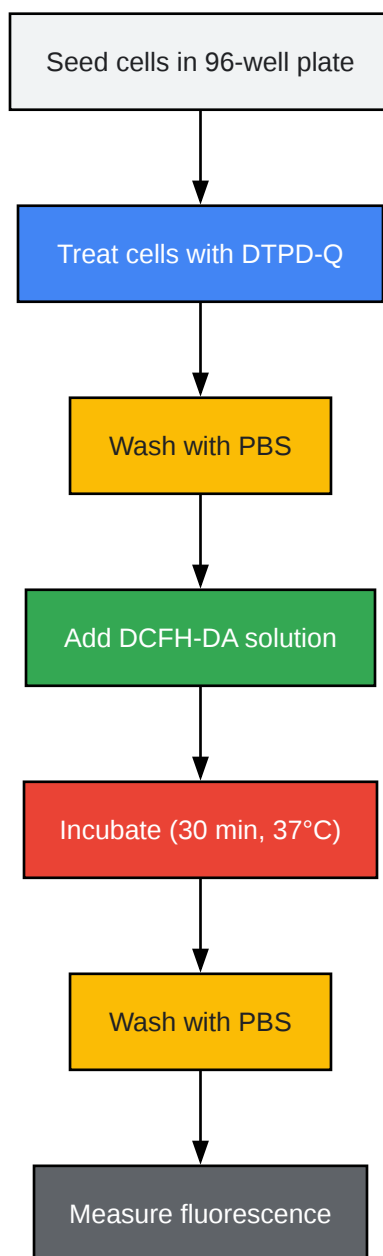 Seed cells in 96-well plate
Treat cells with DTPD-Q
Wash with PBS
Add DCFH-DA solution
Incubate (30 min, 37°C)
Wash with PBS
Measure fluorescence